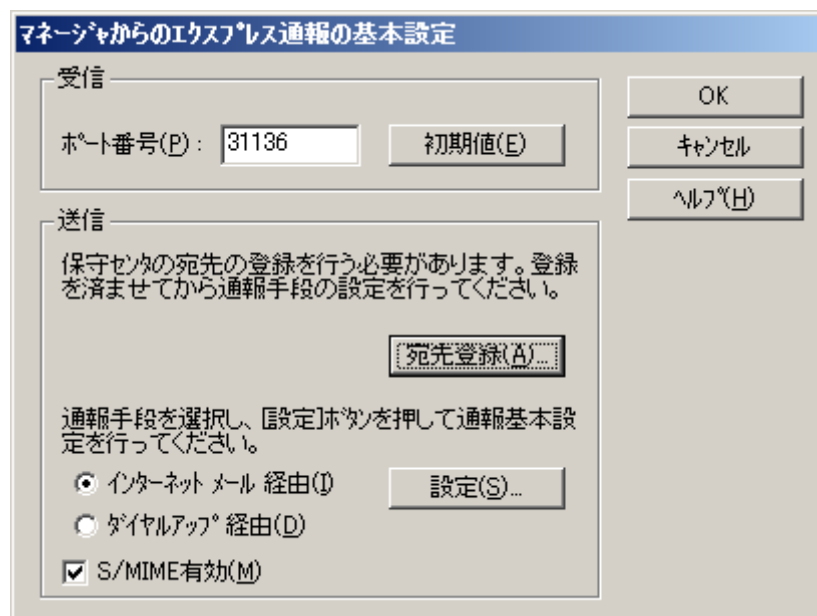 ﾏﾈｰｼﾞｬからのｴｸｽﾌﾟﾚｽ通報の基本設定
受信
ﾎﾟｰﾄ番号(P)： 31136 初期値(E)
OK
ｷｬﾝｾﾙ
ﾍﾙﾌﾟ(H)
送信
保守ｾﾝﾀの宛先の登録を行う必要があります。登録
を済ませてから通報手段の設定を行ってください。
宛先登録(A)...
通報手段を選択し、[設定]ﾎﾞﾀﾝを押して通報基本設
定を行ってください。
ｲﾝﾀｰﾈｯﾄ ﾒｰﾙ 経由(I) 設定(S)...
ﾀﾞｲﾔﾙｱｯﾌﾟ 経由(D)
S/MIME有効(M)